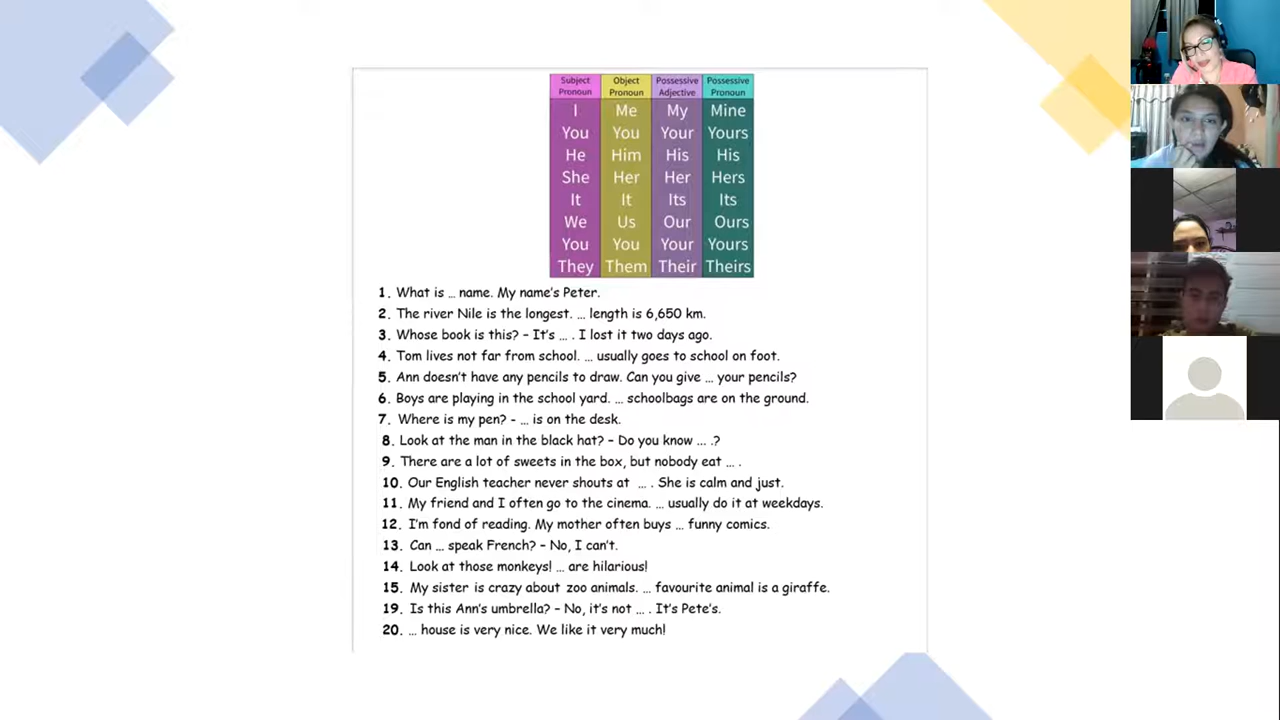 Subject Pronoun Object Pronoun Possessive Adjective Possessive Pronoun
I Me My Mine
You You Your Yours
He Him His His
She Her Her Hers
It It Its Its
We Us Our Ours
You You Your Yours
They Them Their Theirs
1. What is … name. My name's Peter.
2. The river Nile is the longest. … length is 6,650 km.
3. Whose book is this? – It's … . I lost it two days ago.
4. Tom lives not far from school. … usually goes to school on foot.
5. Ann doesn't have any pencils to draw. Can you give … your pencils?
6. Boys are playing in the school yard. … schoolbags are on the ground.
7. Where is my pen? - … is on the desk.
8. Look at the man in the black hat? – Do you know … .?
9. There are a lot of sweets in the box, but nobody eat … .
10. Our English teacher never shouts at … . She is calm and just.
11. My friend and I often go to the cinema. … usually do it at weekdays.
12. I'm fond of reading. My mother often buys … funny comics.
13. Can … speak French? – No, I can't.
14. Look at those monkeys! … are hilarious!
15. My sister is crazy about zoo animals. … favourite animal is a giraffe.
19. Is this Ann's umbrella? – No, it's not … . It's Pete's.
20. … house is very nice. We like it very much!